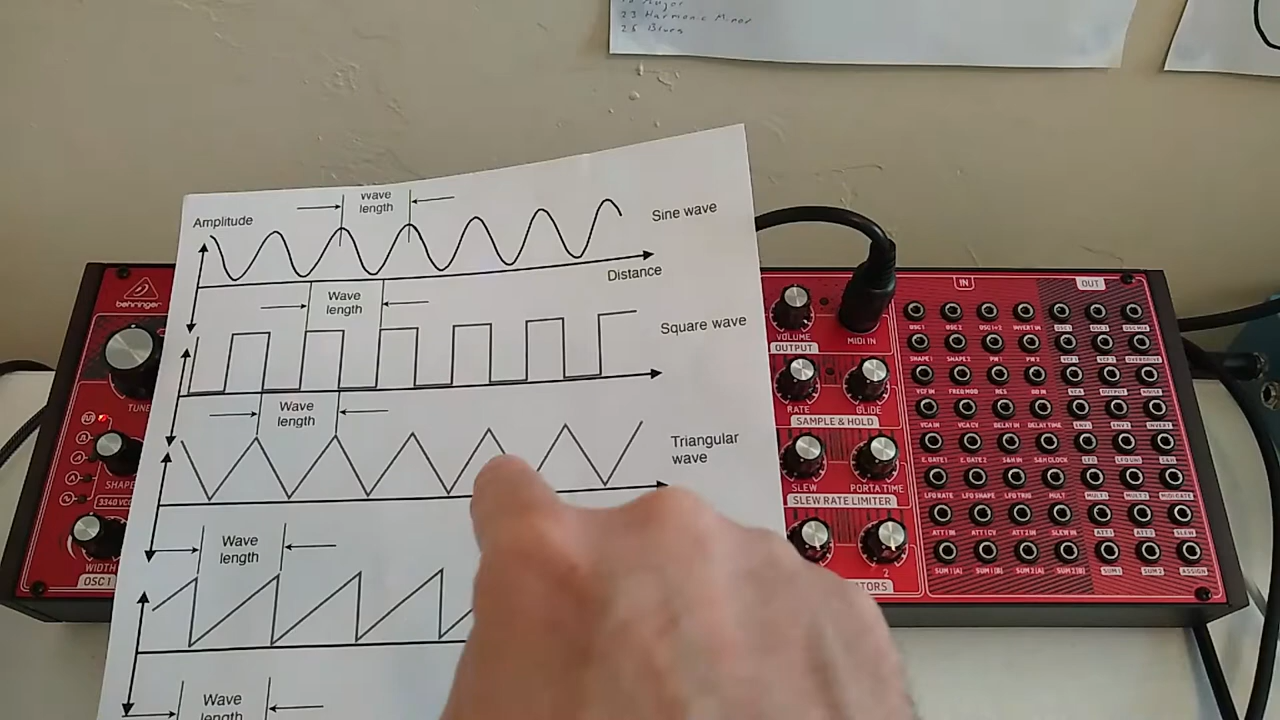 23 Harmonic Minor
25 Blues
Wave
length
Amplitude
Sine wave
Distance
Wave
length
Square wave
Wave
length
Triangular
wave
Wave
length
Wave
length
behringer
TUNE
SHAPE
3340 VCO
WIDTH
OSC 1
VOLUME
OUTPUT
MIDI IN
RATE
GLIDE
SAMPLE & HOLD
SLEW
PORTA TIME
SLEW RATE LIMITER
2
IN
OUT
OSC 1 OSC 2 OSC 1+2 INVERT IN OSC 1 OSC 2 OSC MIX
SHAPE 1 SHAPE 2 PW 1 PW 2 VCF 1 VCF 2 OVERDRIVE
VCF IN FREQ MOD RES OD IN VCA OUTPUT NOISE
VCA IN VCA CV DELAY IN DELAY TIME ENV 1 ENV 2 INVERT
E. GATE 1 E. GATE 2 S&H IN S&H CLOCK LFO LFO UNI S&H
LFO RATE LFO SHAPE LFO TRIG MULT MULT 1 MULT 2 MIDI GATE
ATT 1 IN ATT 1 CV ATT 2 IN SLEW IN ATT 1 ATT 2 SLEW
SUM 1 (A) SUM 1 (B) SUM 2 (A) SUM 2 (B) SUM 1 SUM 2 ASSIGN